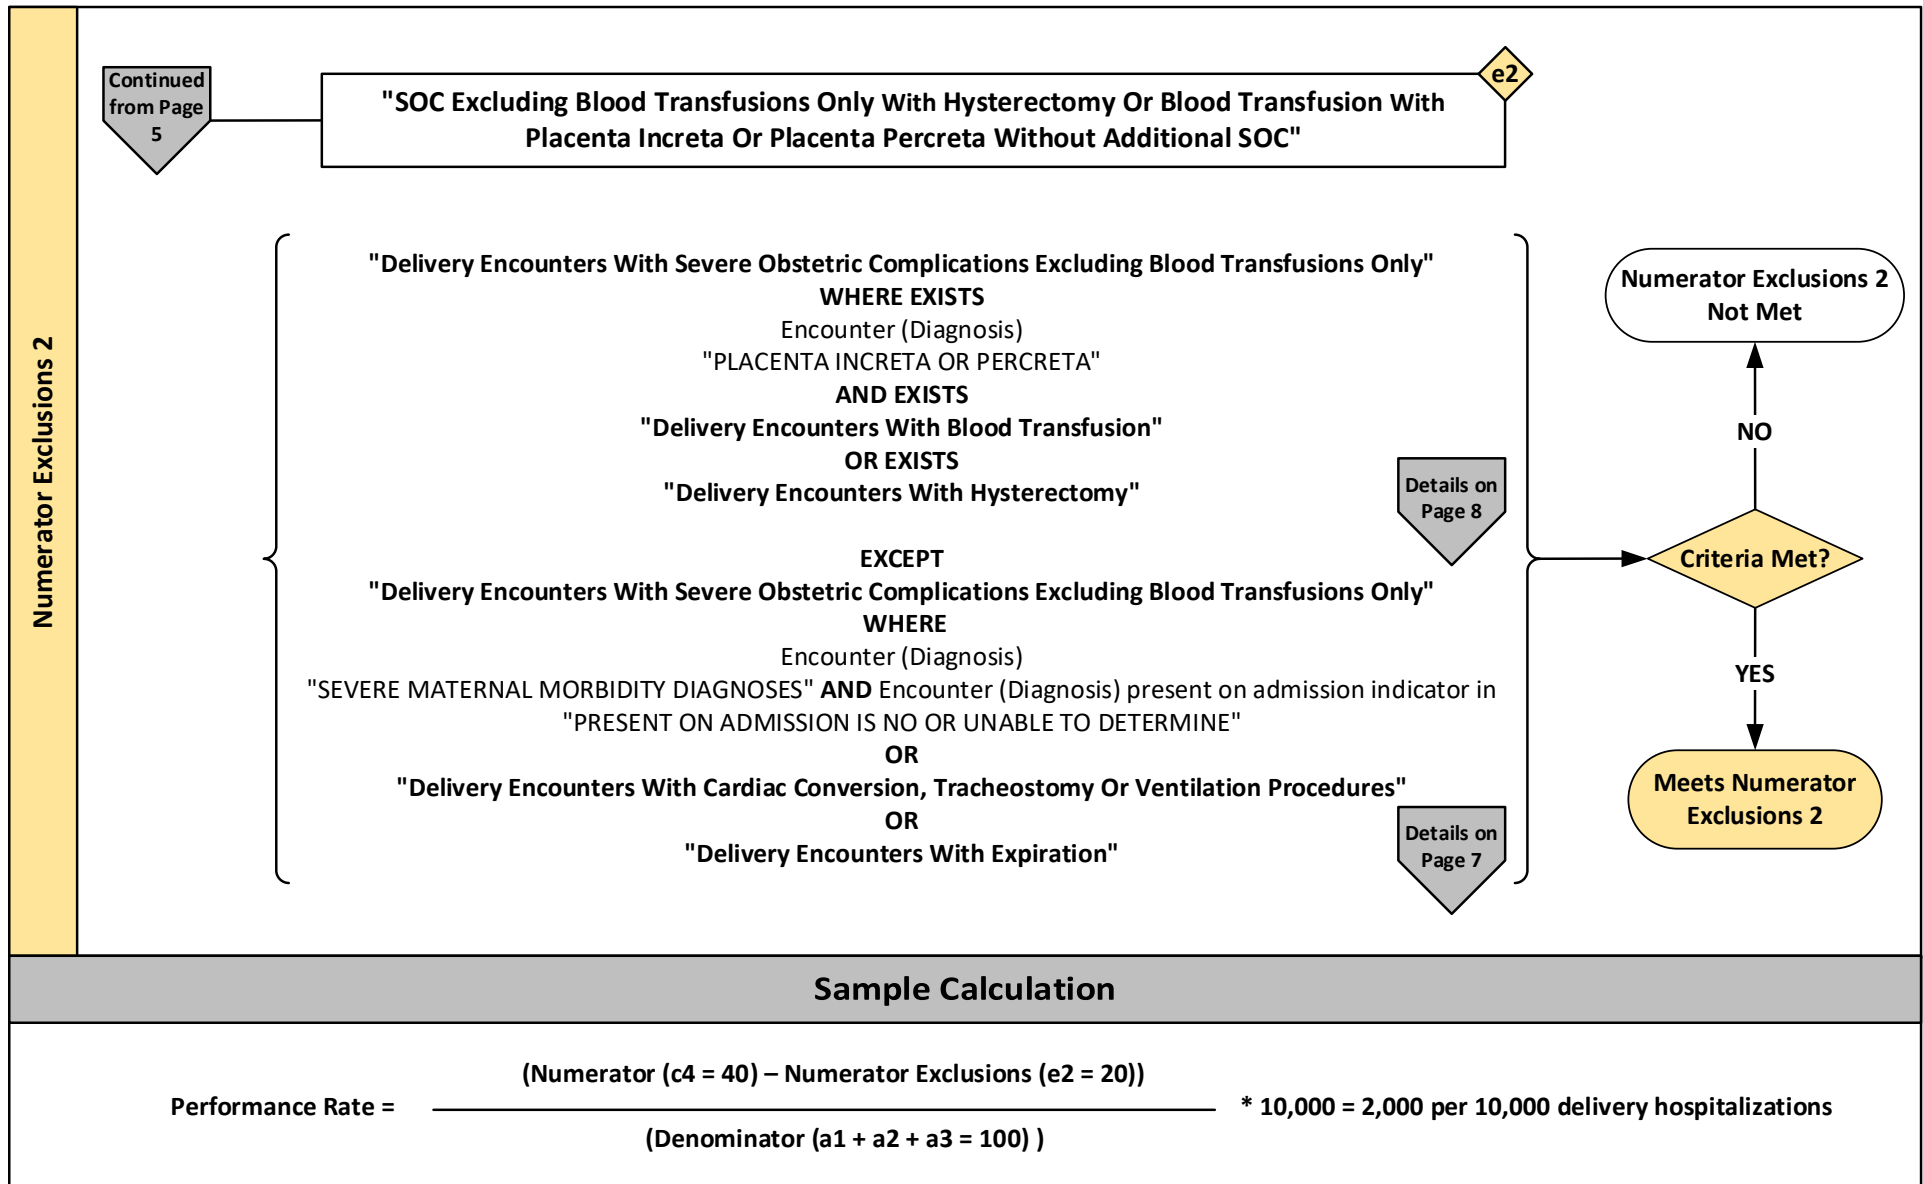 Numerator Exclusions 2
Continued
from Page
5
e2
"SOC Excluding Blood Transfusions Only With Hysterectomy Or Blood Transfusion With
Placenta Increta Or Placenta Percreta Without Additional SOC"
"Delivery Encounters With Severe Obstetric Complications Excluding Blood Transfusions Only"
WHERE EXISTS
Encounter (Diagnosis)
"PLACENTA INCRETA OR PERCRETA"
AND EXISTS
"Delivery Encounters With Blood Transfusion"
OR EXISTS
"Delivery Encounters With Hysterectomy"
Details on
Page 8
EXCEPT
"Delivery Encounters With Severe Obstetric Complications Excluding Blood Transfusions Only"
WHERE
Encounter (Diagnosis)
"SEVERE MATERNAL MORBIDITY DIAGNOSES" AND Encounter (Diagnosis) present on admission indicator in
"PRESENT ON ADMISSION IS NO OR UNABLE TO DETERMINE"
OR
"Delivery Encounters With Cardiac Conversion, Tracheostomy Or Ventilation Procedures"
OR
"Delivery Encounters With Expiration"
Details on
Page 7
Numerator Exclusions 2
Not Met
NO
Criteria Met?
YES
Meets Numerator
Exclusions 2
Sample Calculation
(Numerator (c4 = 40) – Numerator Exclusions (e2 = 20))
Performance Rate = * 10,000 = 2,000 per 10,000 delivery hospitalizations
(Denominator (a1 + a2 + a3 = 100) )